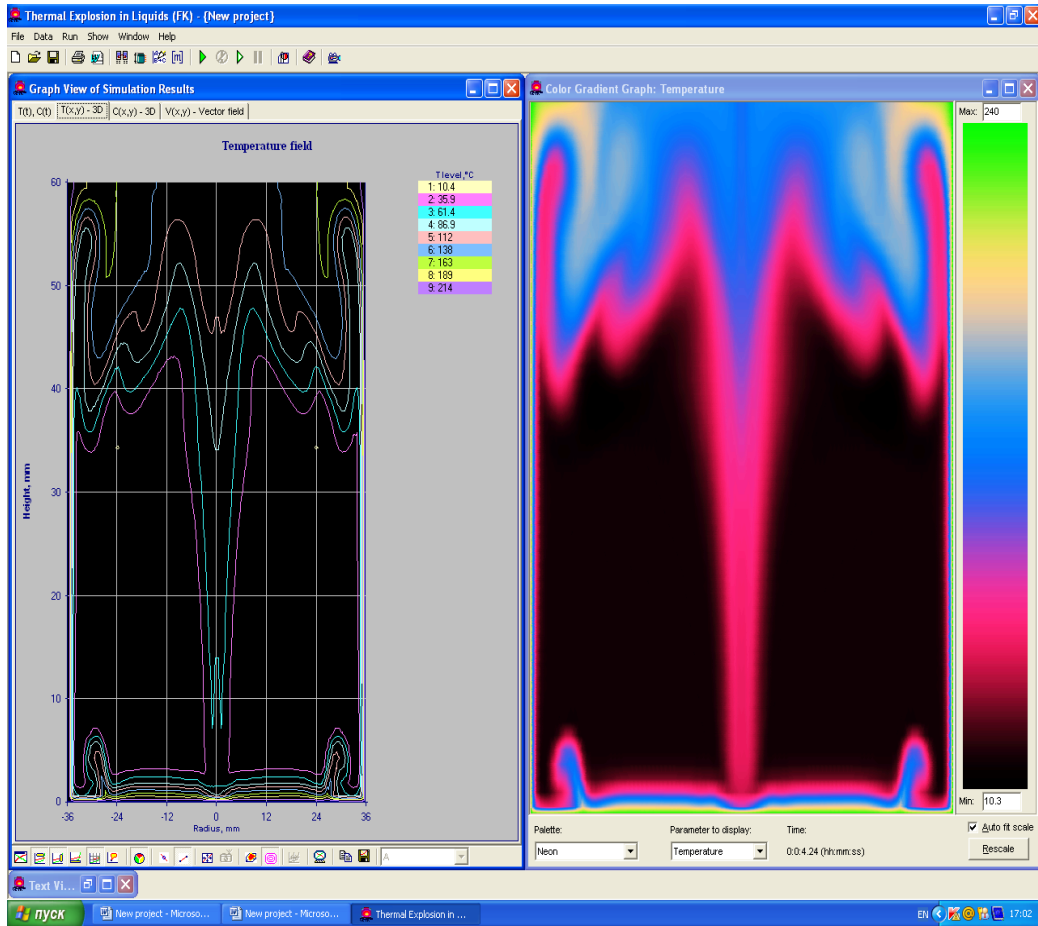 Thermal Explosion in Liquids (FK) - {New project}
File Data Run Show Window Help
[m]
Graph View of Simulation Results
T(t), C(t) T(x,y) - 3D C(x,y) - 3D V(x,y) - Vector field
Temperature field
T level,°C
1: 10.4
2: 35.9
3: 61.4
4: 86.9
5: 112
6: 138
7: 163
8: 189
9: 214
60
50
40
30
20
10
0
Height, mm
-36 -24 -12 0 12 24 36
Radius, mm
A
Color Gradient Graph: Temperature
Max: 240
Min: 10.3
Palette: Parameter to display: Time:
Neon Temperature 0:0:4.24 (hh:mm:ss)
Auto fit scale
Rescale
Text Vi...
пуск New project - Microso... New project - Microso... Thermal Explosion in ... EN 17:02